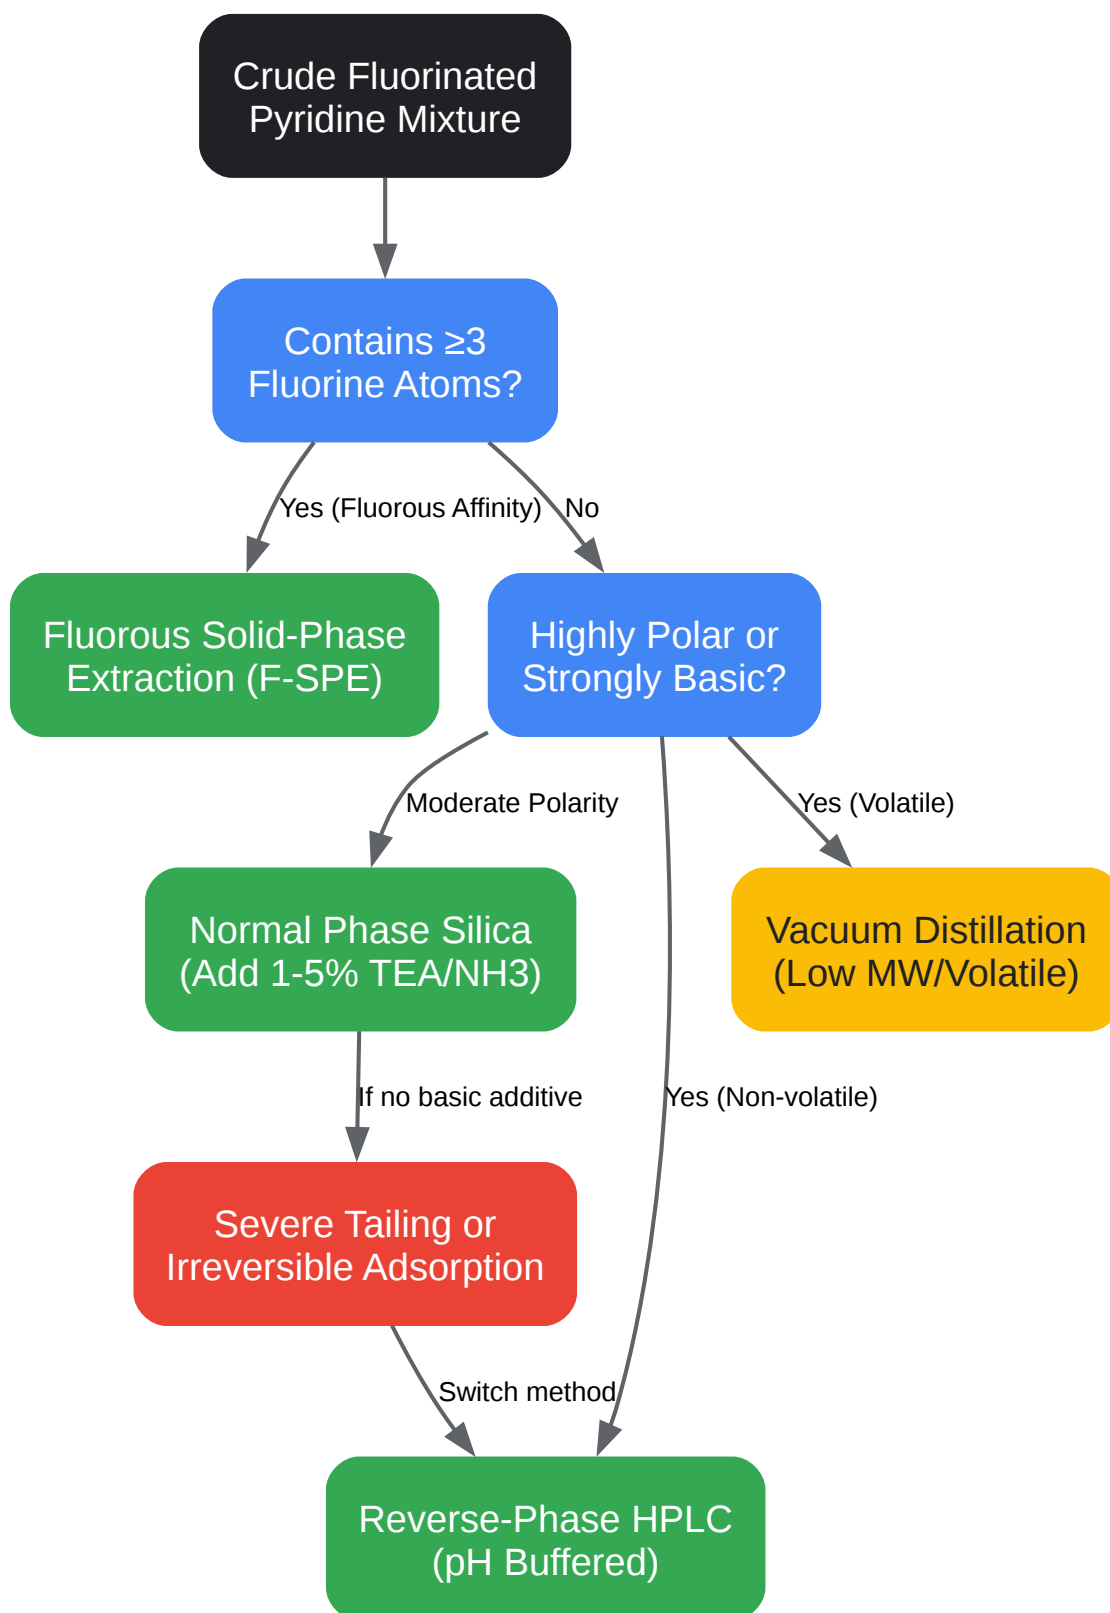 Crude Fluorinated
Pyridine Mixture
Contains ≥3
Fluorine Atoms?
Yes (Fluorous Affinity)
No
Fluorous Solid-Phase
Extraction (F-SPE)
Highly Polar or
Strongly Basic?
Moderate Polarity
Yes (Volatile)
Normal Phase Silica
(Add 1-5% TEA/NH3)
Vacuum Distillation
(Low MW/Volatile)
If no basic additive
Yes (Non-volatile)
Severe Tailing or
Irreversible Adsorption
Switch method
Reverse-Phase HPLC
(pH Buffered)